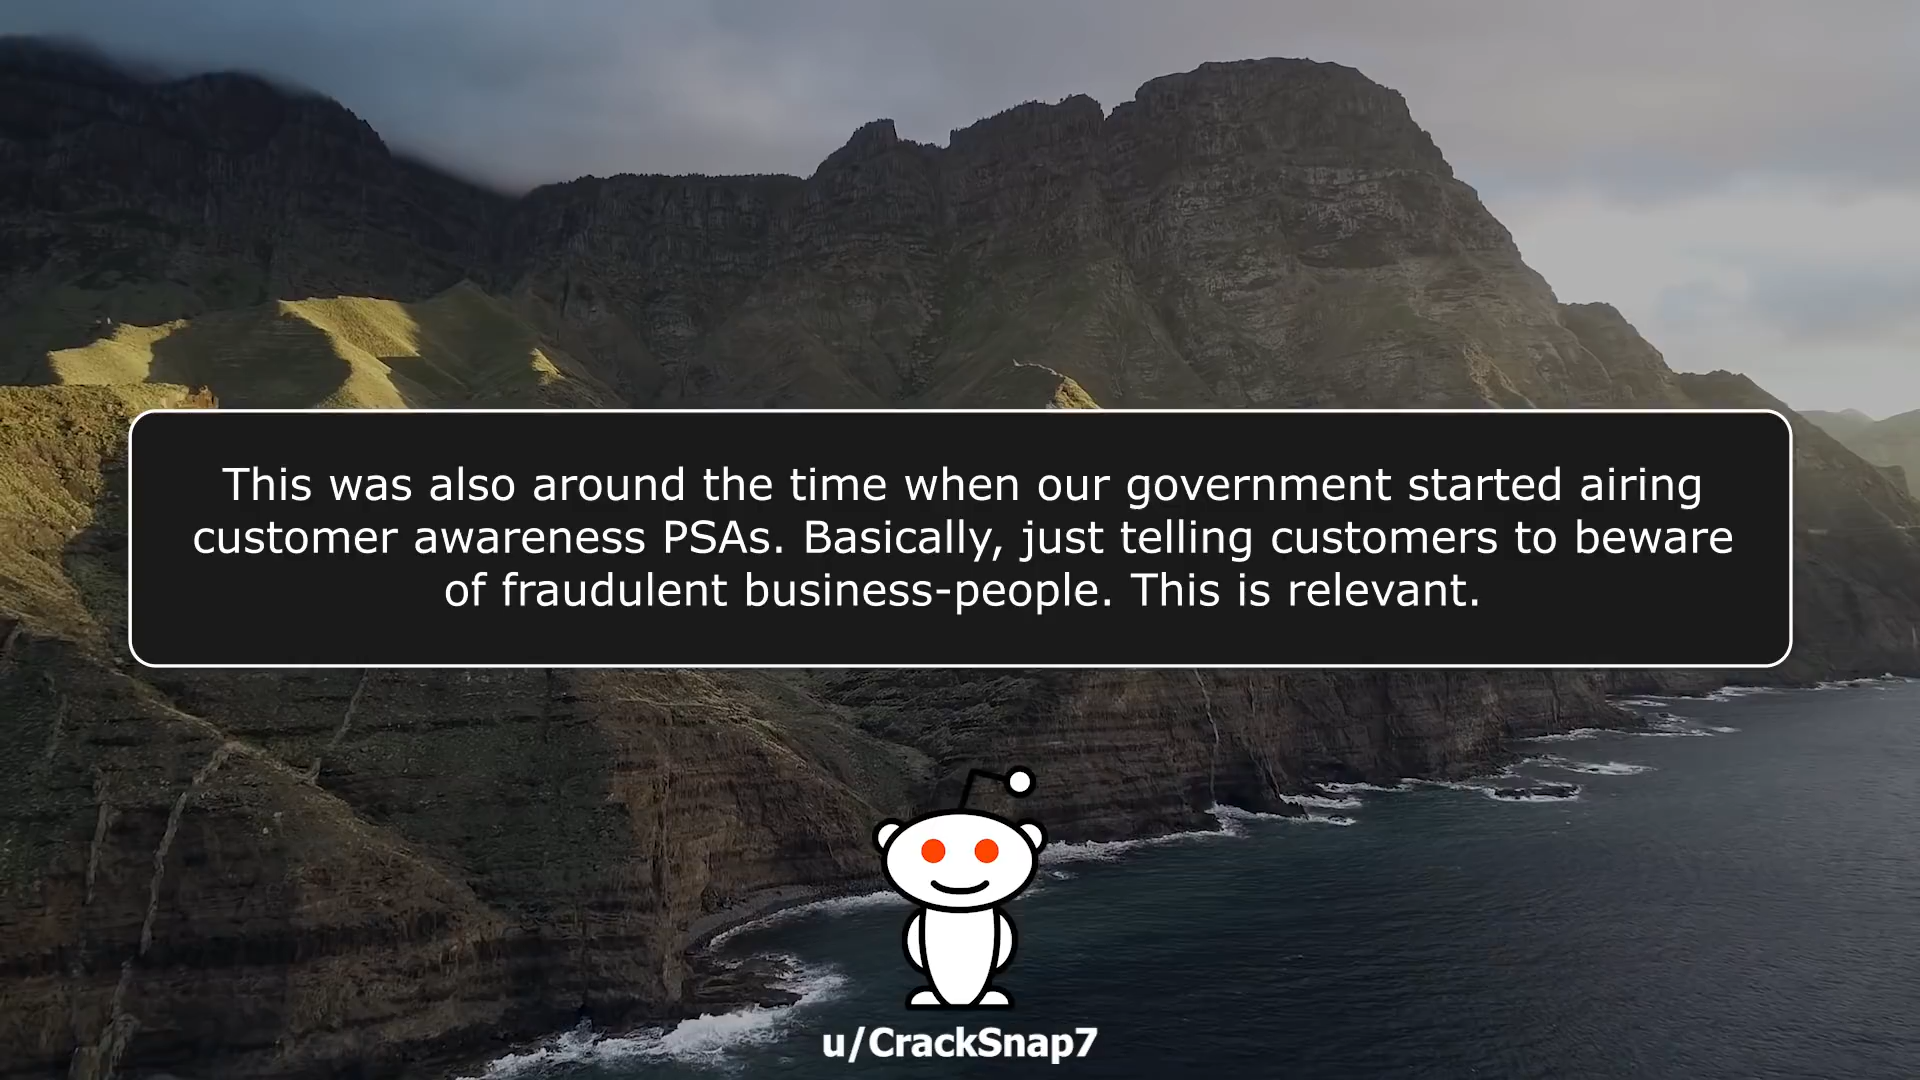 This was also around the time when our government started airing
customer awareness PSAs. Basically, just telling customers to beware
of fraudulent business-people. This is relevant.
u/CrackSnap7